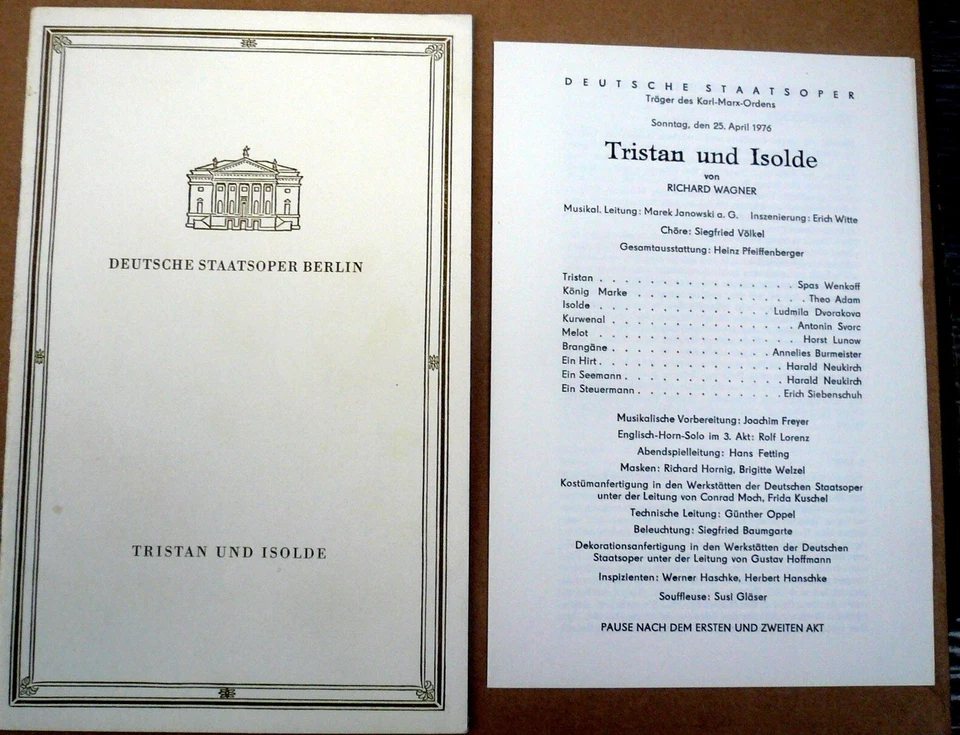 DEUTSCHE STAATSOPER BERLIN
TRISTAN UND ISOLDE
DEUTSCHE STAATSOPER
Träger des Karl-Marx-Ordens
Sonntag, den 25. April 1976
Tristan und Isolde
von
RICHARD WAGNER
Musikal. Leitung: Marek Janowski a. G. Inszenierung: Erich Witte
Chöre: Siegfried Völkel
Gesamtausstattung: Heinz Pfeiffenberger
Tristan . . . . . . . . . . . . . . Spas Wenkoff
König Marke . . . . . . . . . . . . . Theo Adam
Isolde . . . . . . . . . . . . . Ludmila Dvorakova
Kurwenal . . . . . . . . . . . . . Antonin Svorc
Melot . . . . . . . . . . . . . . . Horst Lunow
Brangäne . . . . . . . . . . . . Annelies Burmeister
Ein Hirt . . . . . . . . . . . . . Harald Neukirch
Ein Seemann . . . . . . . . . . . . Harald Neukirch
Ein Steuermann . . . . . . . . . . . Erich Siebenschuh
Musikalische Vorbereitung: Joachim Freyer
Englisch-Horn-Solo im 3. Akt: Rolf Lorenz
Abendspielleitung: Hans Fetting
Masken: Richard Hornig, Brigitte Welzel
Kostümanfertigung in den Werkstätten der Deutschen Staatsoper
unter der Leitung von Conrad Moch, Frida Kuschel
Technische Leitung: Günther Oppel
Beleuchtung: Siegfried Baumgarte
Dekorationsanfertigung in den Werkstätten der Deutschen
Staatsoper unter der Leitung von Gustav Hoffmann
Inspizienten: Werner Haschke, Herbert Hanschke
Souffleuse: Susi Gläser
PAUSE NACH DEM ERSTEN UND ZWEITEN AKT